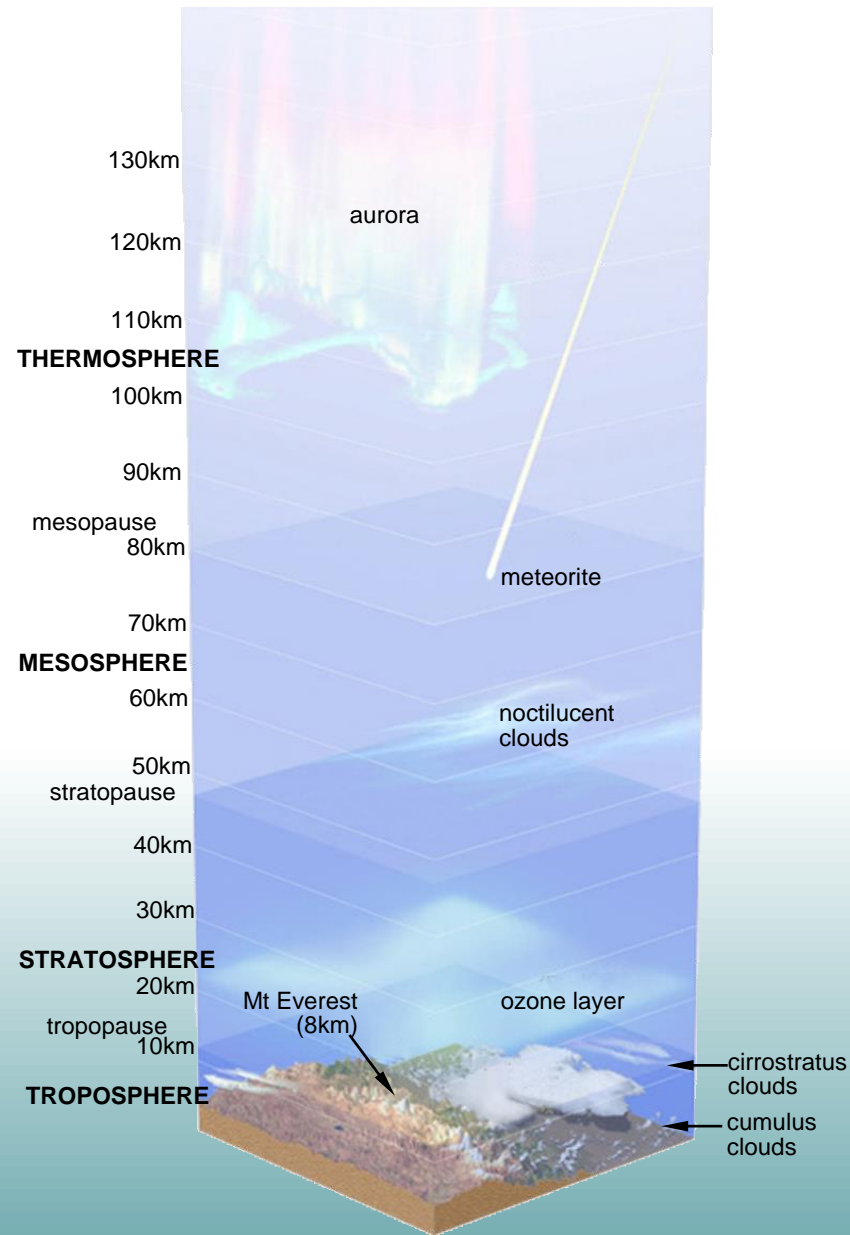 130km
aurora
120km
110km
THERMOSPHERE
100km
90km
mesopause
80km
meteorite
70km
MESOSPHERE
60km
noctilucent
clouds
50km
stratopause
40km
30km
STRATOSPHERE
20km
Mt Everest
(8km)
ozone layer
tropopause
10km
cirrostratus
clouds
TROPOSPHERE
cumulus
clouds